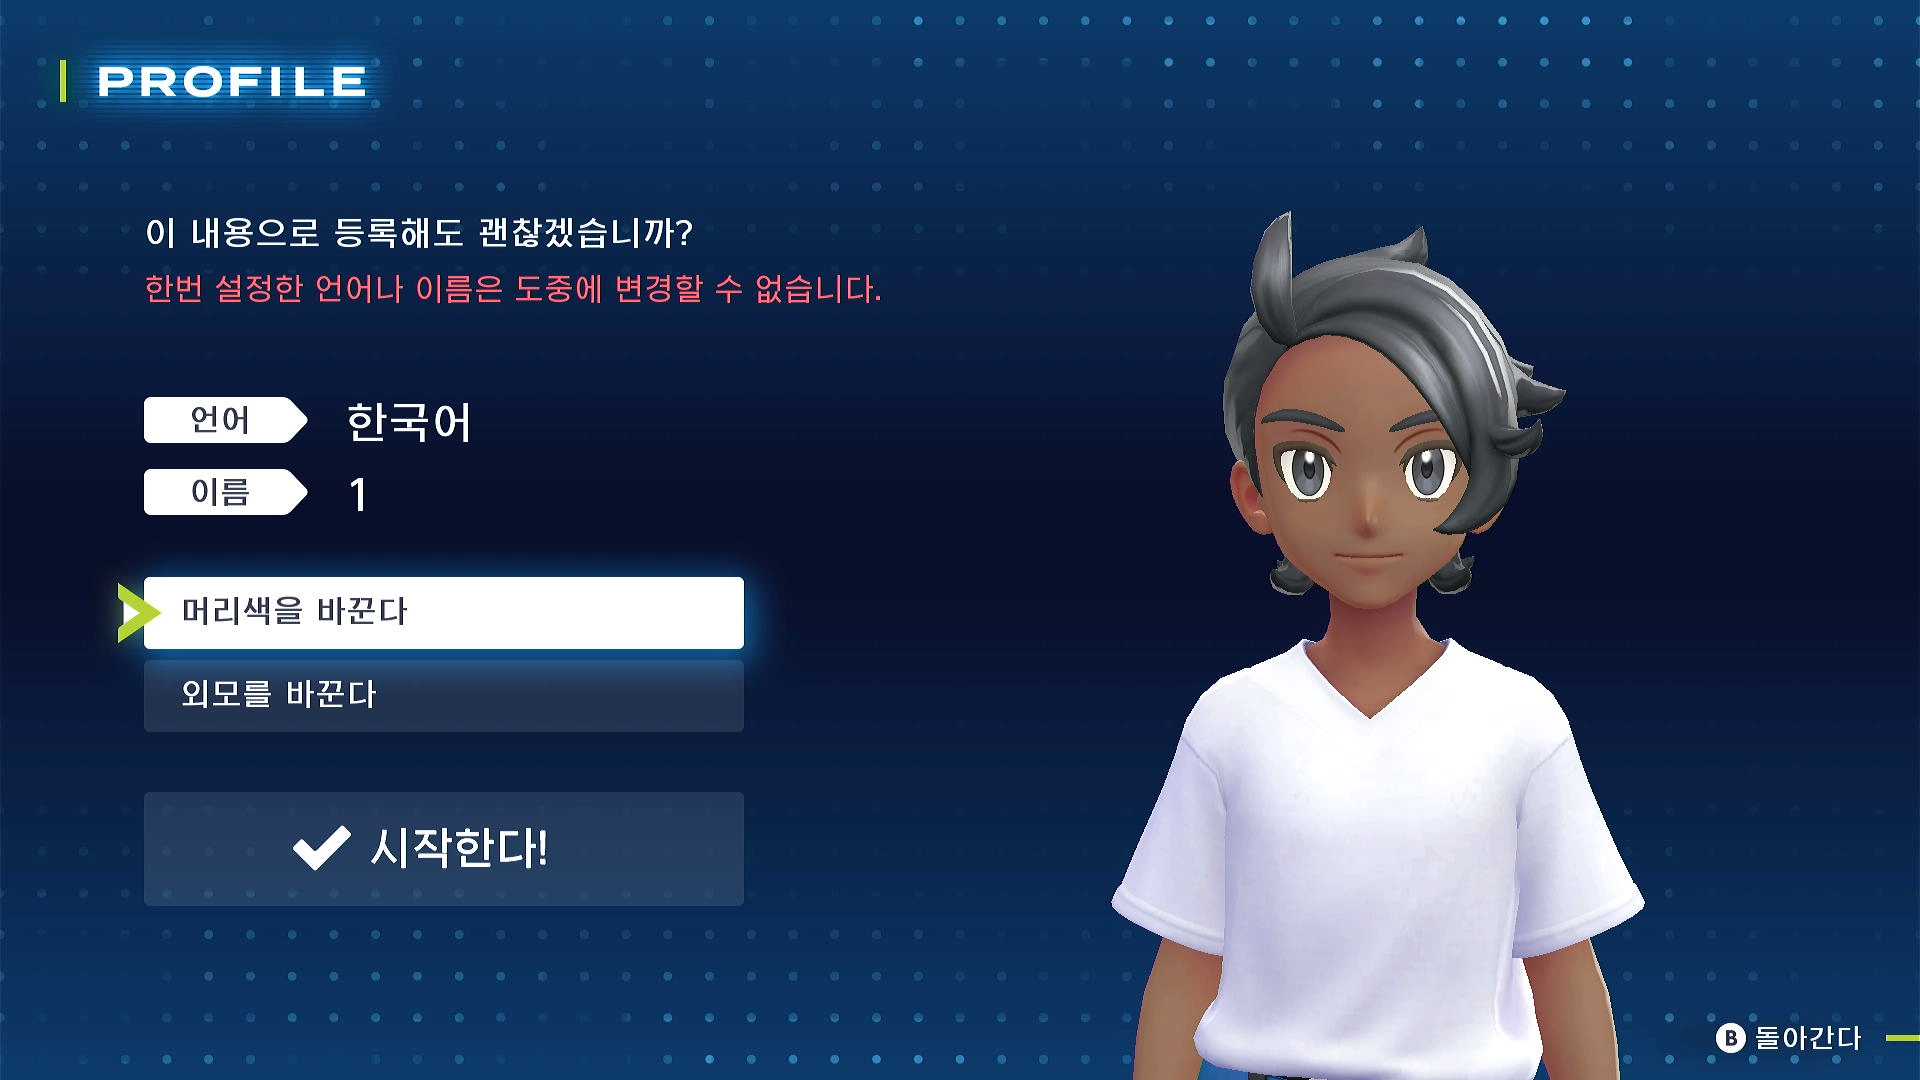 PROFILE
이 내용으로 등록해도 괜찮겠습니까?
한번 설정한 언어나 이름은 도중에 변경할 수 없습니다.
언어 한국어
이름 1
머리색을 바꾼다
외모를 바꾼다
시작한다!
B 돌아간다